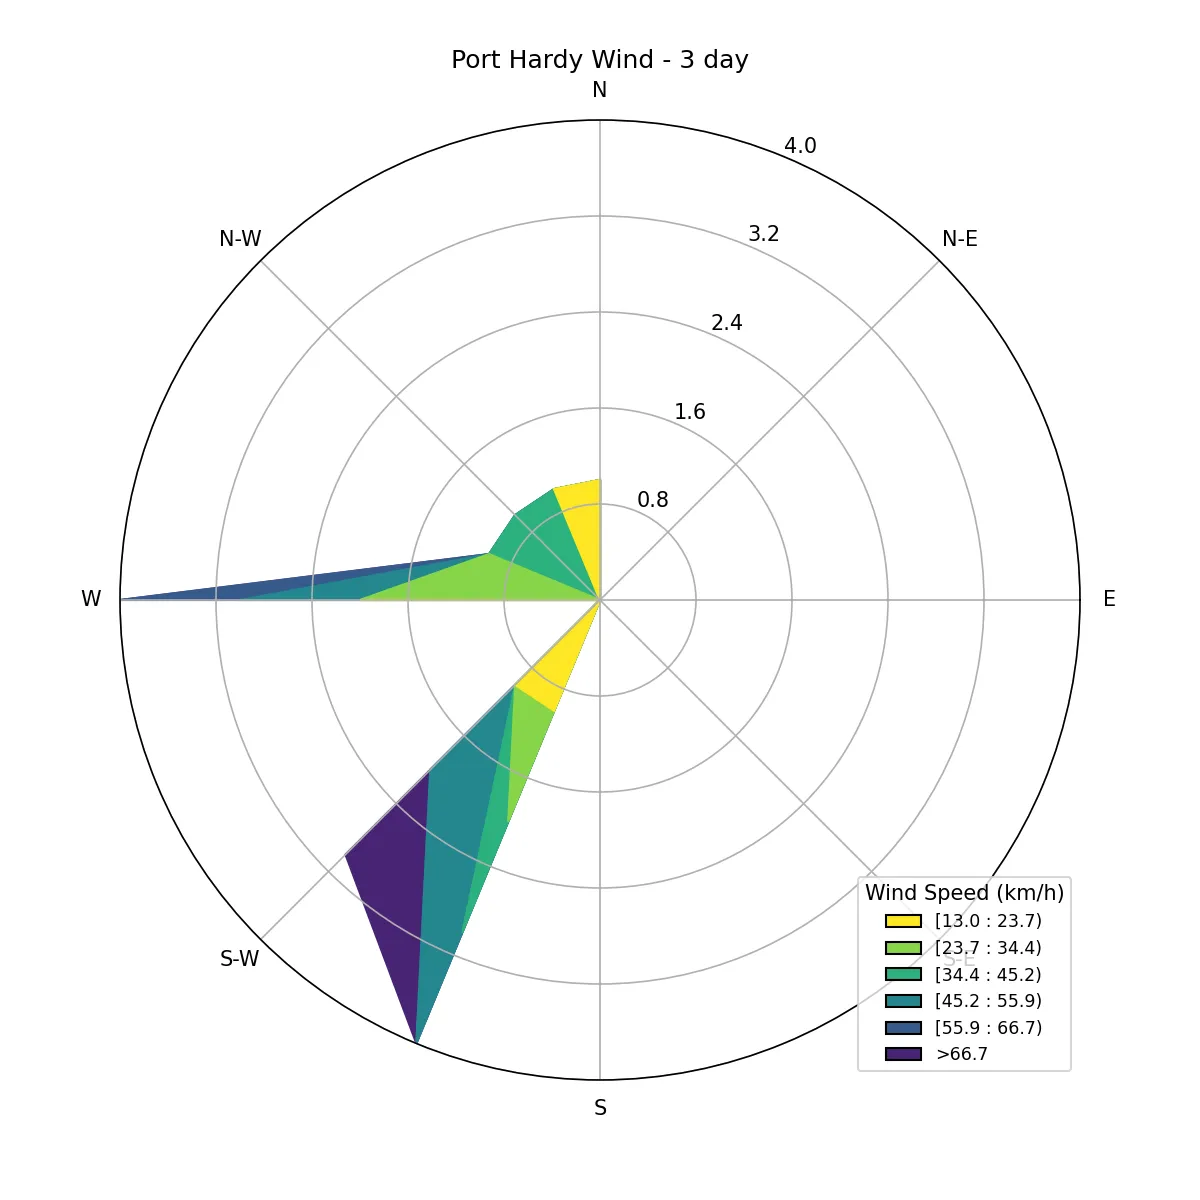 Port Hardy Wind - 3 day
N
4.0
N-W
3.2
N-E
2.4
1.6
0.8
W
E
Wind Speed (km/h)
[13.0 : 23.7)
[23.7 : 34.4)
S-W
S-E
[34.4 : 45.2)
[45.2 : 55.9)
[55.9 : 66.7)
>66.7
S